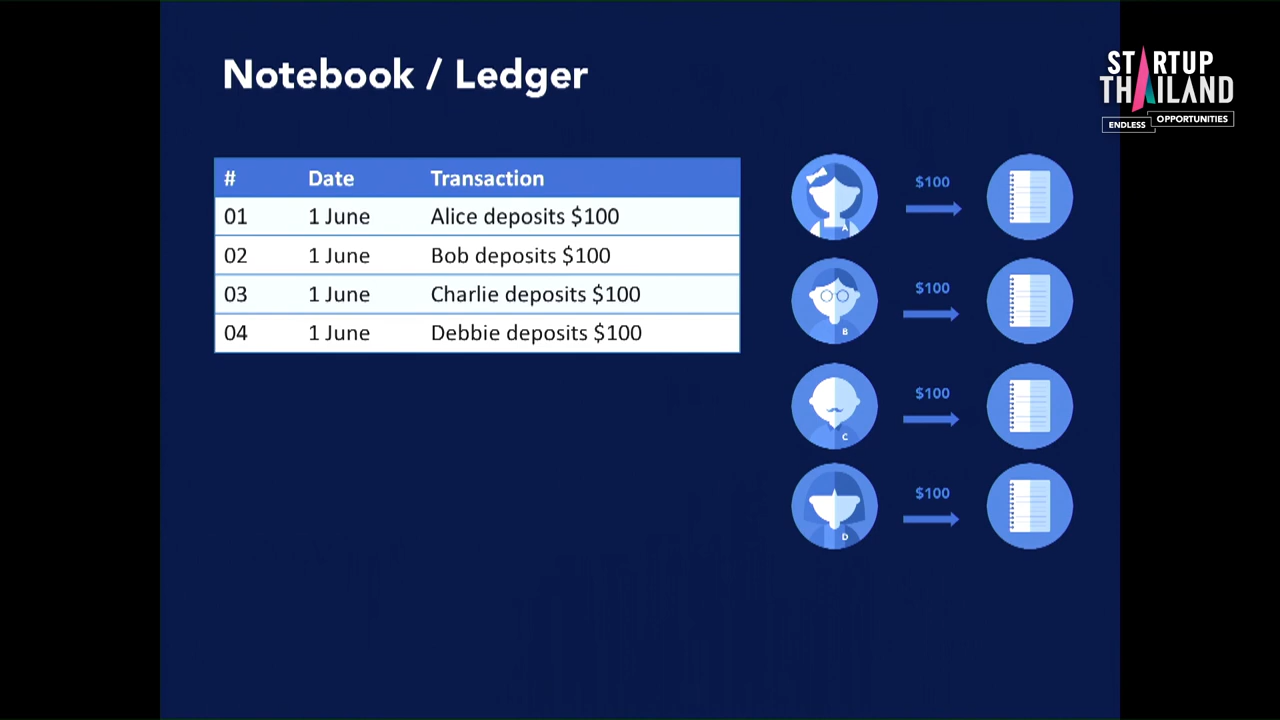 Notebook / Ledger
STARTUP
THAILAND
ENDLESS OPPORTUNITIES
# Date Transaction
01 1 June Alice deposits $100
02 1 June Bob deposits $100
03 1 June Charlie deposits $100
04 1 June Debbie deposits $100
$100
A
$100
B
$100
C
$100
D